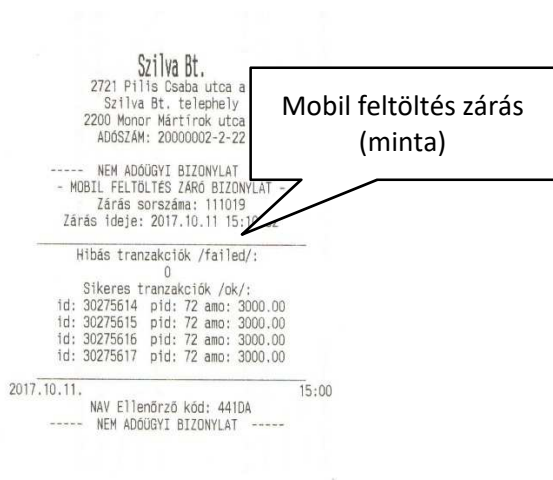 Szilva Bt.
2721 Pilis Csaba utca a
Szilva Bt. telephely
2200 Monor Mártírok utca
ADÓSZÁM: 20000002-2-22
Mobil feltöltés zárás
(minta)
----- NEM ADÓÜGYI BIZONYLAT
- MOBIL FELTÖLTÉS ZÁRÓ BIZONYLAT -
Zárás sorszáma: 111019
Zárás ideje: 2017.10.11 15:10
Hibás tranzakciók /failed/:
0
Sikeres tranzakciók /ok/:
id: 30275614 pid: 72 amo: 3000.00
id: 30275615 pid: 72 amo: 3000.00
id: 30275616 pid: 72 amo: 3000.00
id: 30275617 pid: 72 amo: 3000.00
2017.10.11. 15:00
NAV Ellenőrző kód: 441DA
----- NEM ADÓÜGYI BIZONYLAT -----